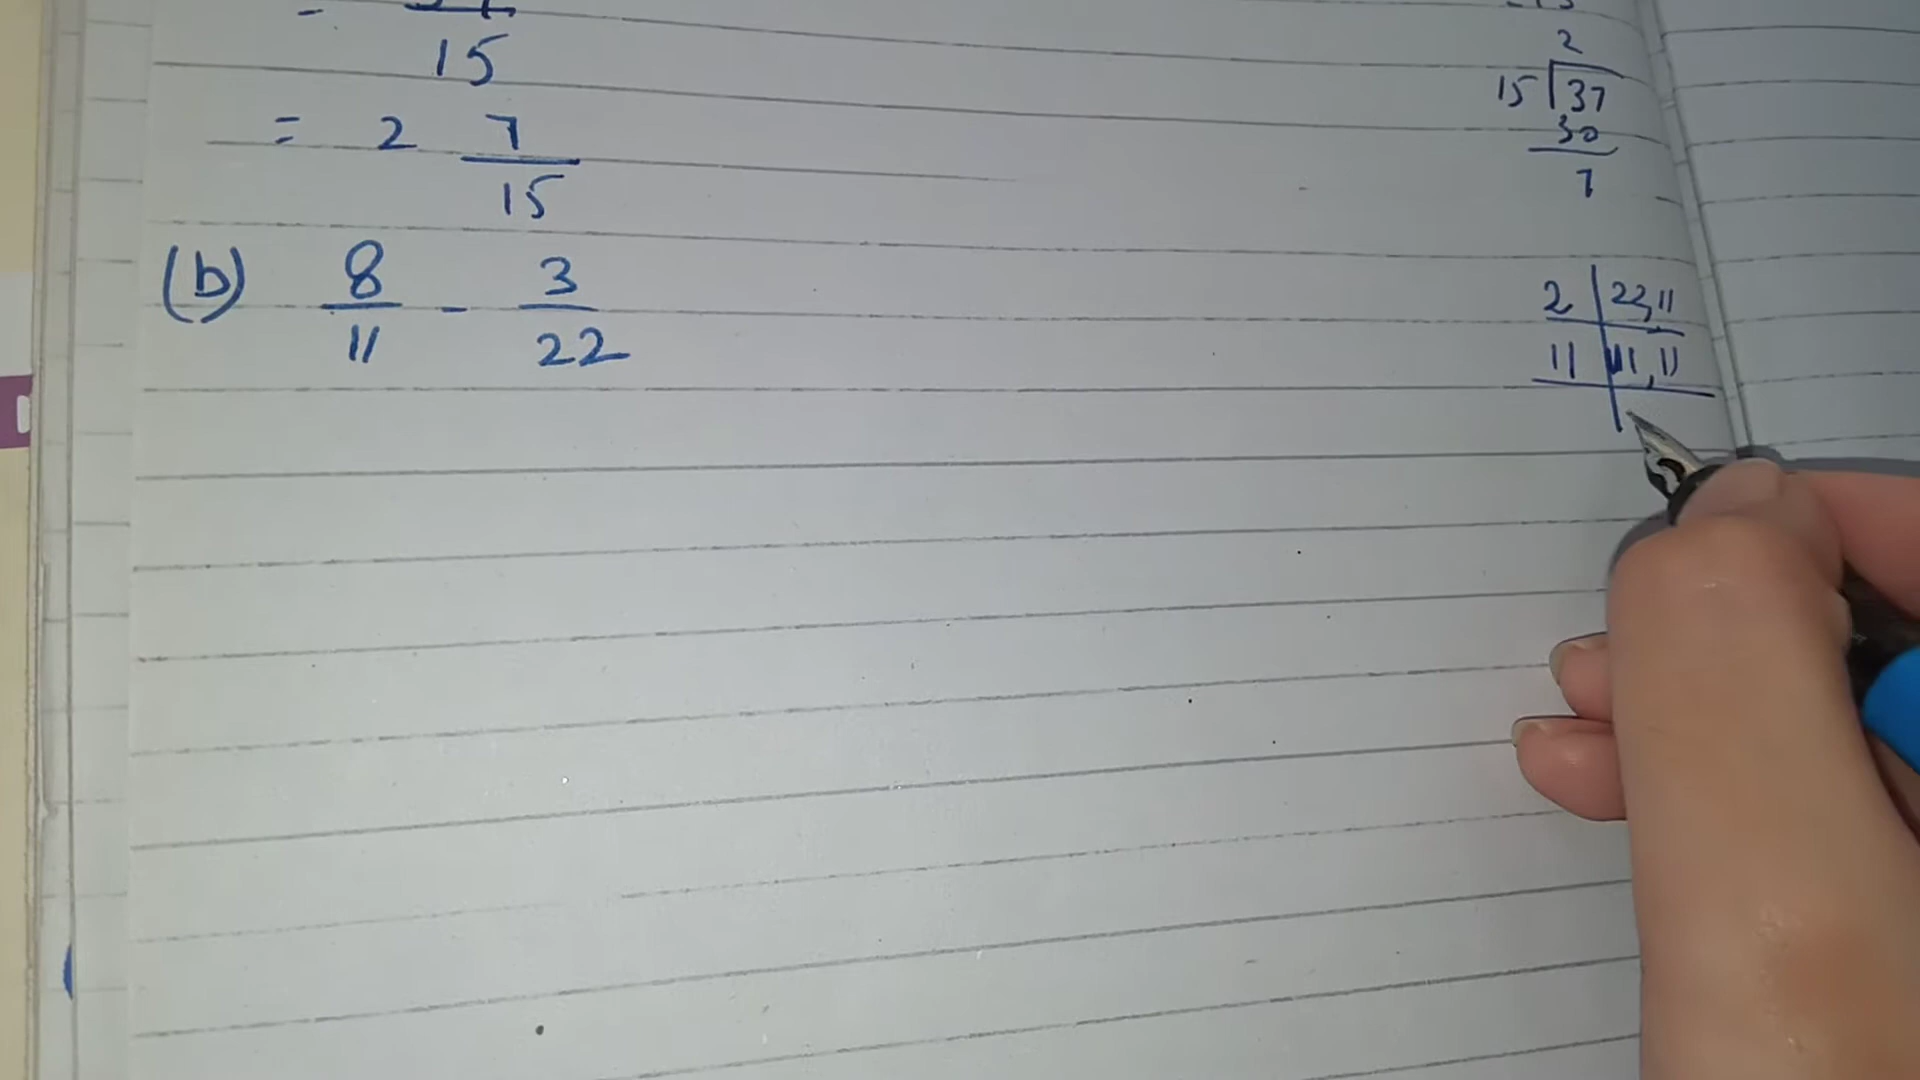 15
= 2 7/15
(b) 8/11 - 3/22
2
15 37
30
7
2 | 22, 11
11 | 11, 11